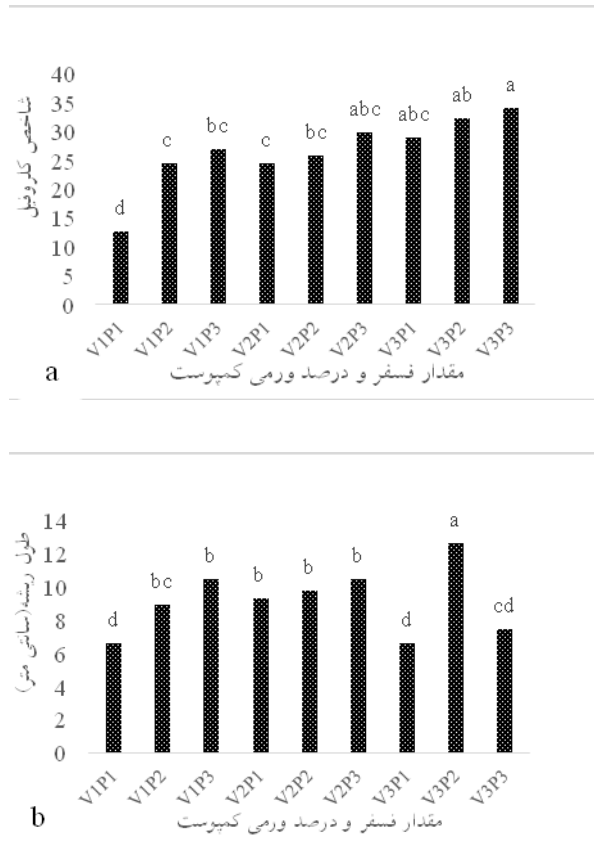 شاخص کلروفیل
40
35
30
25
20
15
10
5
0
d
c
bc
c
bc
abc
abc
ab
a
V1P1
V1P2
V1P3
V2P1
V2P2
V2P3
V3P1
V3P2
V3P3
مقدار فسفر و درصد ورمی کمپوست
a
طول ریشه(سانتی متر)
14
12
10
8
6
4
2
0
d
bc
b
b
b
b
d
a
cd
V1P1
V1P2
V1P3
V2P1
V2P2
V2P3
V3P1
V3P2
V3P3
مقدار فسفر و درصد ورمی کمپوست
b